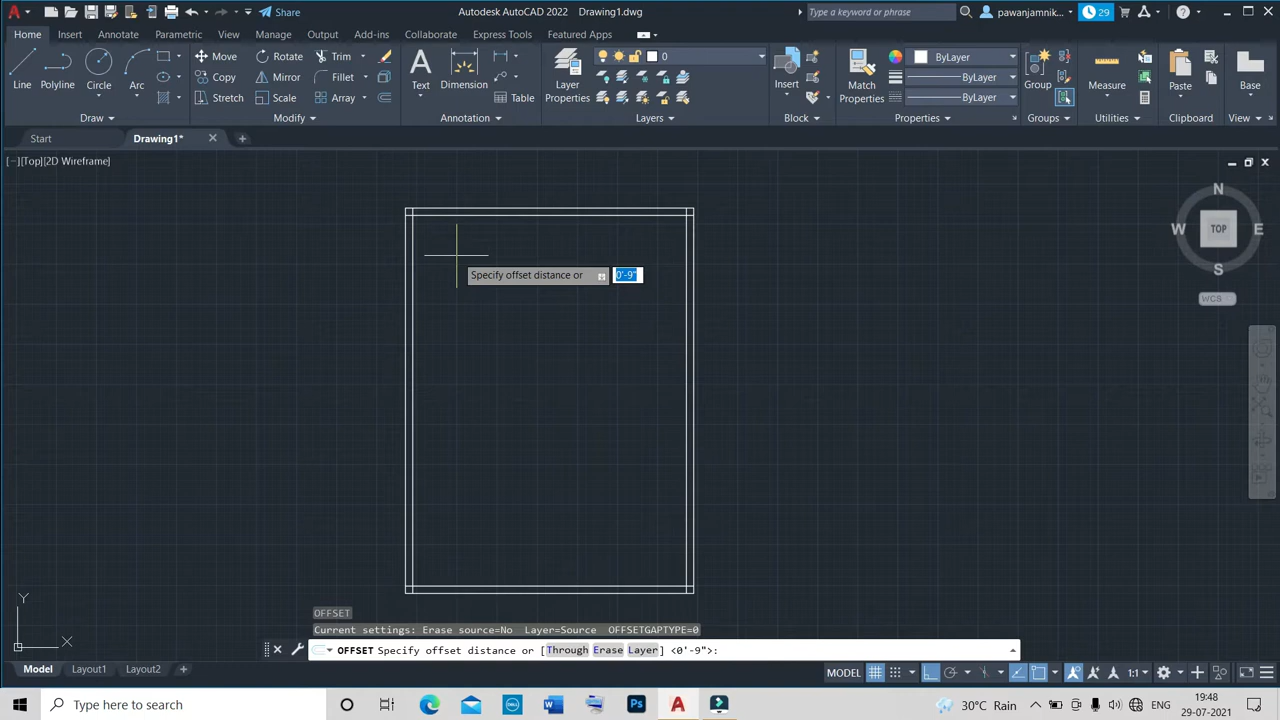 Share
Autodesk AutoCAD 2022 Drawing1.dwg
Type a keyword or phrase
pawanjamnik...
29
Home Insert Annotate Parametric View Manage Output Add-ins Collaborate Express Tools Featured Apps
Line Polyline Circle Arc
Move Rotate Trim
Copy Mirror Fillet
Stretch Scale Array
Text Dimension Table
Layer Properties
0
Insert
Match Properties
ByLayer
ByLayer
ByLayer
Group
Measure
Paste
Base
Draw Modify Annotation Layers Block Properties Groups Utilities Clipboard View
Start Drawing1* +
[−][Top][2D Wireframe]
N
W TOP E
S
WCS
Specify offset distance or 0'-9"
Y
X
OFFSET
Current settings: Erase source=No Layer=Source OFFSETGAPTYPE=0
OFFSET Specify offset distance or [Through Erase Layer] <0'-9">:
Model Layout1 Layout2 +
MODEL 1:1
Type here to search
30°C Rain
ENG
19:48
29-07-2021